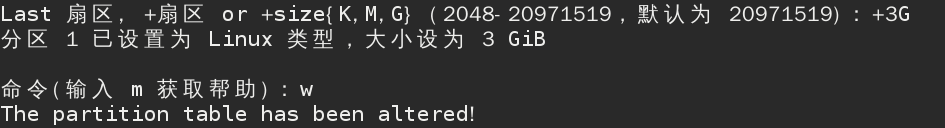 Last 扇区, +扇区 or +size{K,M,G} (2048-20971519，默认为 20971519)：+3G
分区 1 已设置为 Linux 类型，大小设为 3 GiB
命令(输入 m 获取帮助)：w
The partition table has been altered!